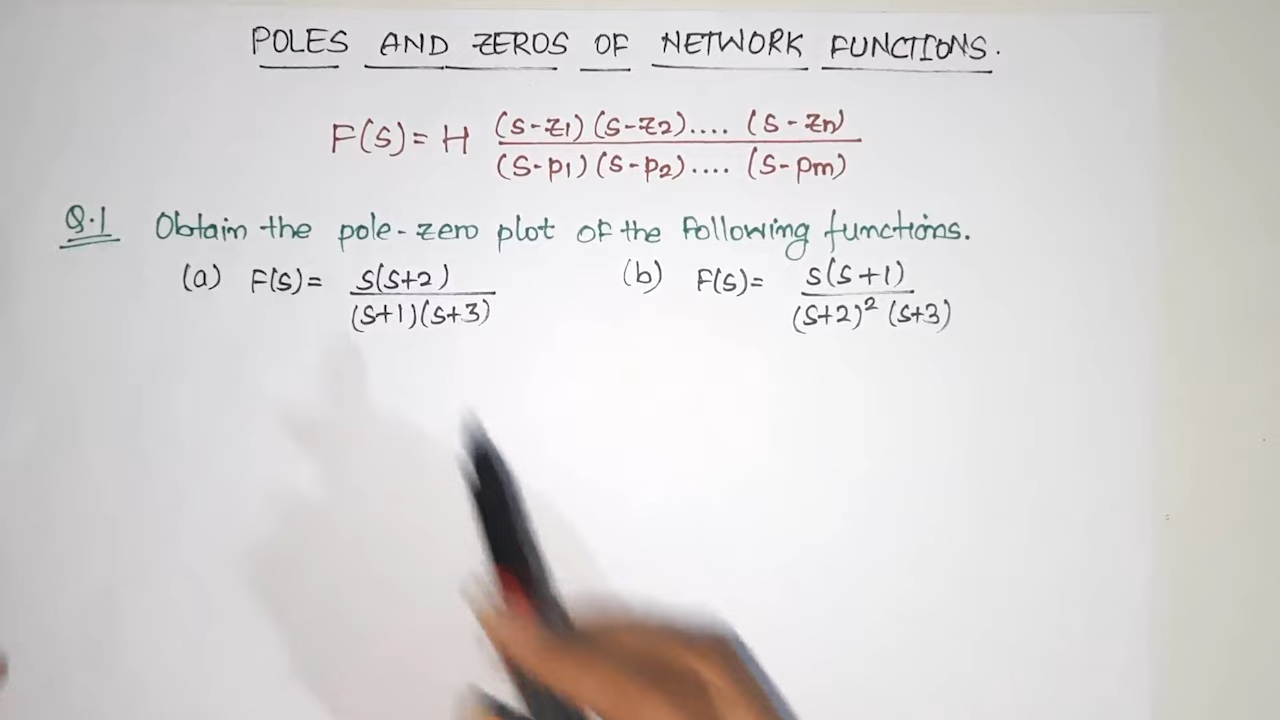 POLES AND ZEROS OF NETWORK FUNCTIONS.
F(S)= H (S-Z1)(S-Z2).... (S-Zn) / (S-P1)(S-P2).... (S-Pm)
Q.1 Obtain the pole-zero plot of the following functions.
(a) F(S)= S(S+2) / (S+1)(S+3) (b) F(S)= S(S+1) / (S+2)² (S+3)